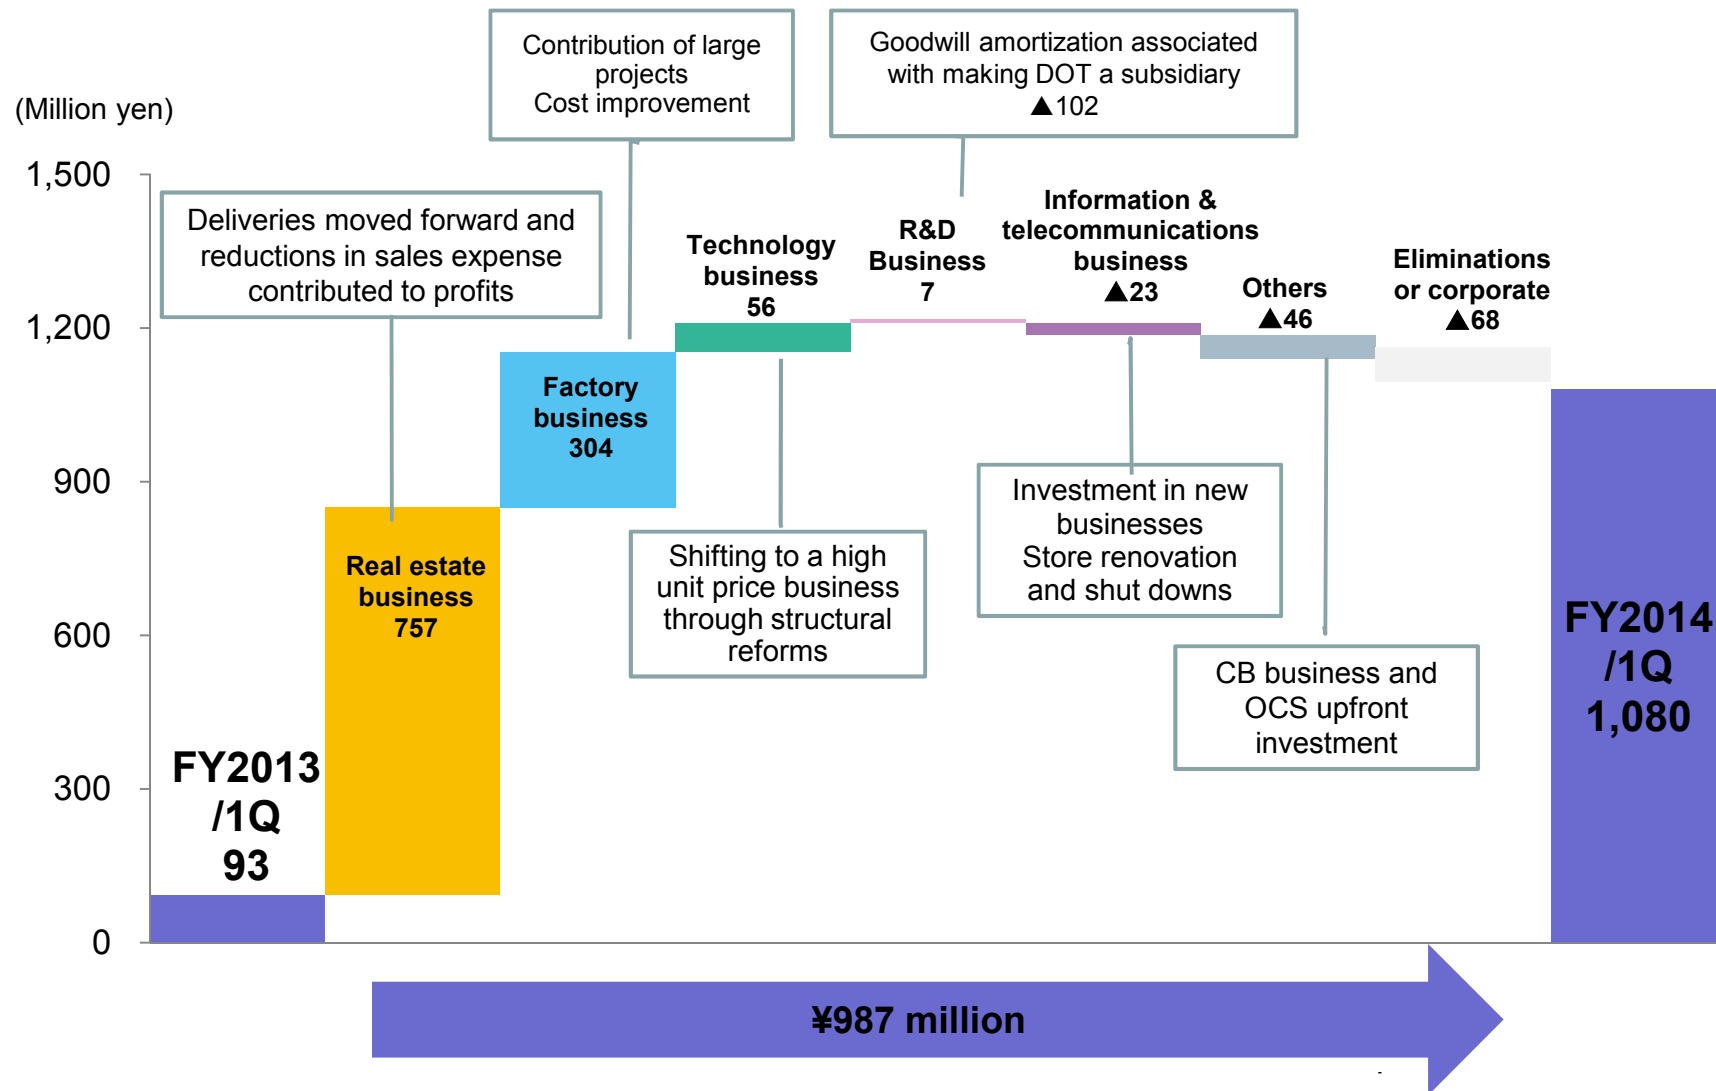 Contribution of large
projects
Cost improvement
Goodwill amortization associated
with making DOT a subsidiary
▲102
(Million yen)
1,500
1,200
900
600
300
0
Deliveries moved forward and
reductions in sales expense
contributed to profits
Technology
business
56
R&D
Business
7
Information &
telecommunications
business
▲23
Others
▲46
Eliminations
or corporate
▲68
Factory
business
304
Real estate
business
757
Shifting to a high
unit price business
through structural
reforms
Investment in new
businesses
Store renovation
and shut downs
CB business and
OCS upfront
investment
FY2013
/1Q
93
FY2014
/1Q
1,080
¥987 million